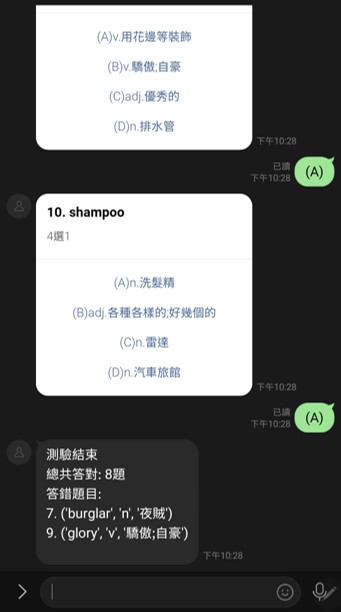 (A)v.用花邊等裝飾
(B)v.驕傲;自豪
(C)adj.優秀的
(D)n.排水管
下午10:28
已讀
下午10:28
(A)
10. shampoo
4選1
(A)n.洗髮精
(B)adj.各種各樣的;好幾個的
(C)n.雷達
(D)n.汽車旅館
下午10:28
已讀
下午10:28
(A)
測驗結束
總共答對: 8題
答錯題目:
7. ('burglar', 'n', '夜賊')
9. ('glory', 'v', '驕傲;自豪')
下午10:28